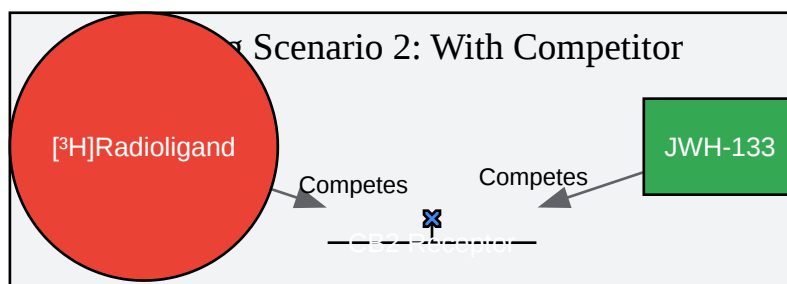 g Scenario 2: With Competitor
[³H]Radioligand
JWH-133
Competes
Competes
CB2 Receptor